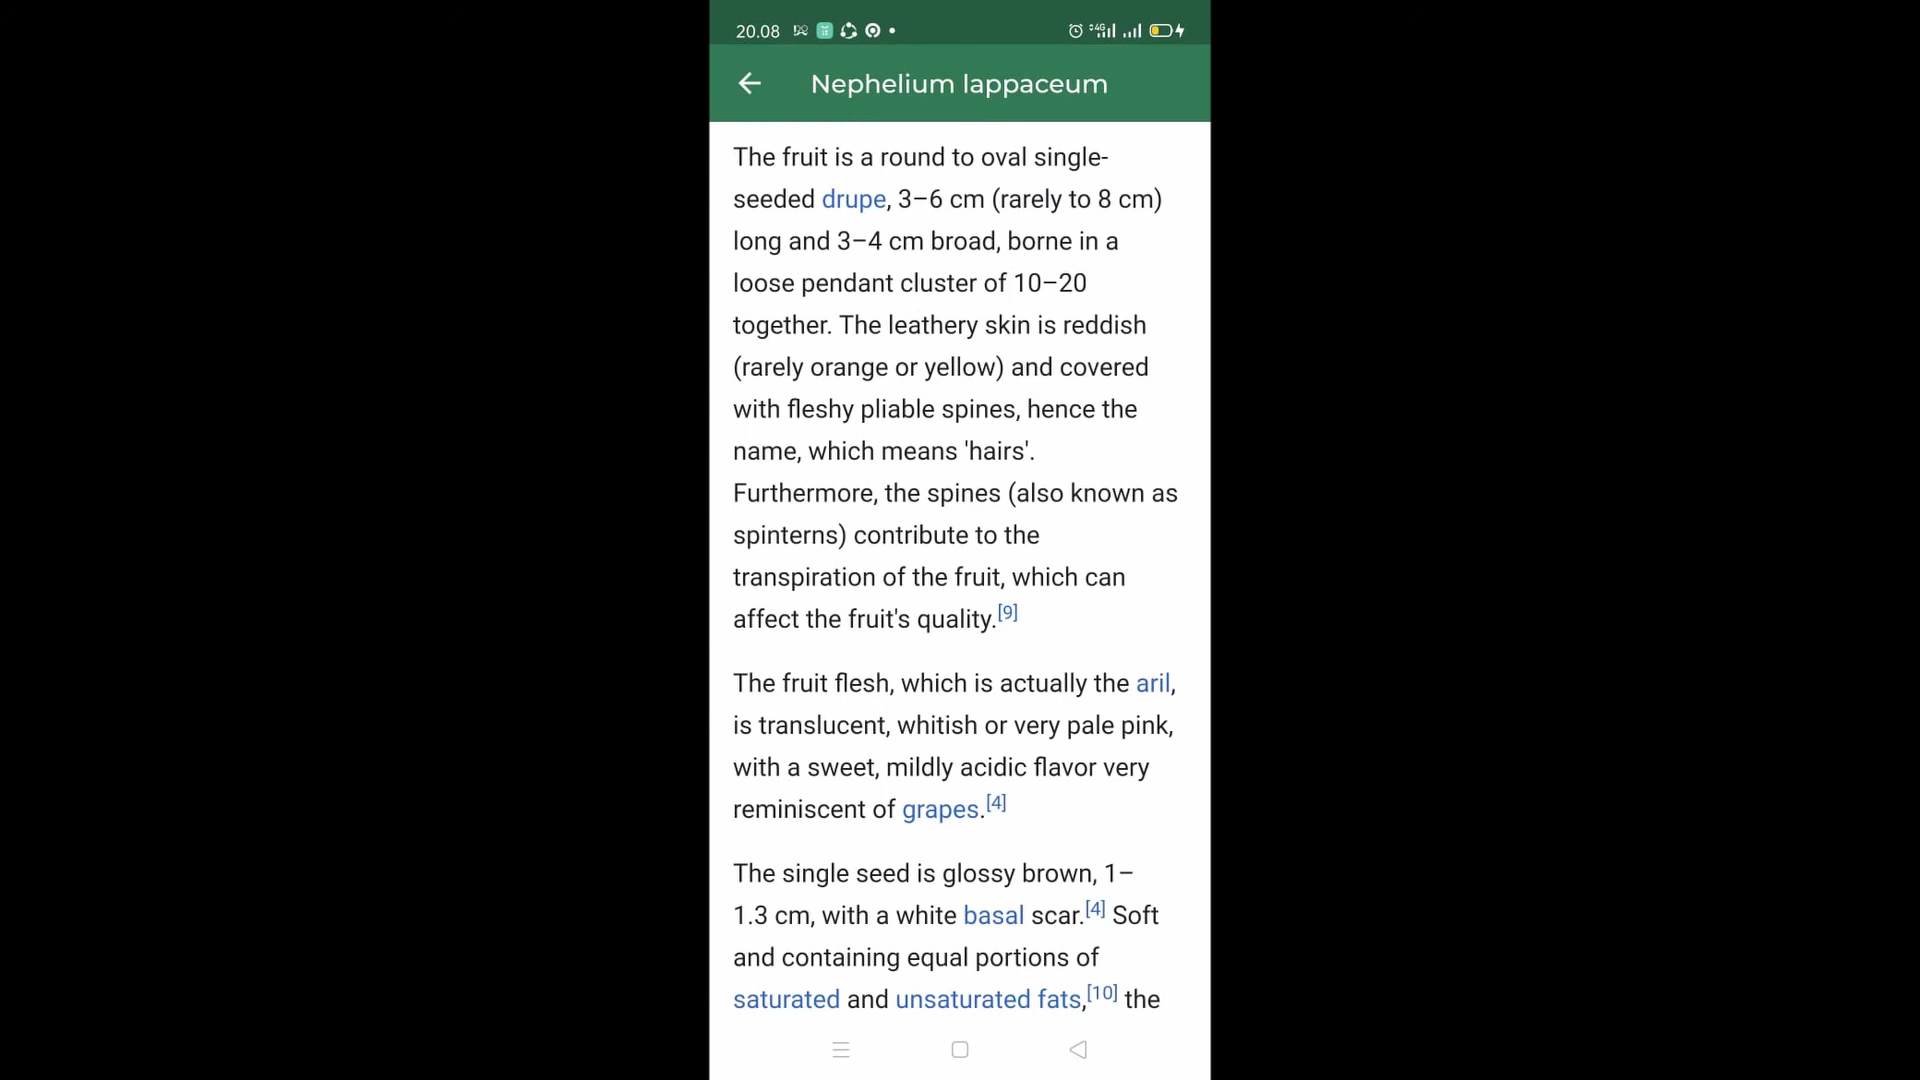 20.08
4G
Nephelium lappaceum
The fruit is a round to oval single-
seeded drupe, 3–6 cm (rarely to 8 cm)
long and 3–4 cm broad, borne in a
loose pendant cluster of 10–20
together. The leathery skin is reddish
(rarely orange or yellow) and covered
with fleshy pliable spines, hence the
name, which means 'hairs'.
Furthermore, the spines (also known as
spinterns) contribute to the
transpiration of the fruit, which can
affect the fruit's quality.[9]
The fruit flesh, which is actually the aril,
is translucent, whitish or very pale pink,
with a sweet, mildly acidic flavor very
reminiscent of grapes.[4]
The single seed is glossy brown, 1–
1.3 cm, with a white basal scar.[4] Soft
and containing equal portions of
saturated and unsaturated fats,[10] the